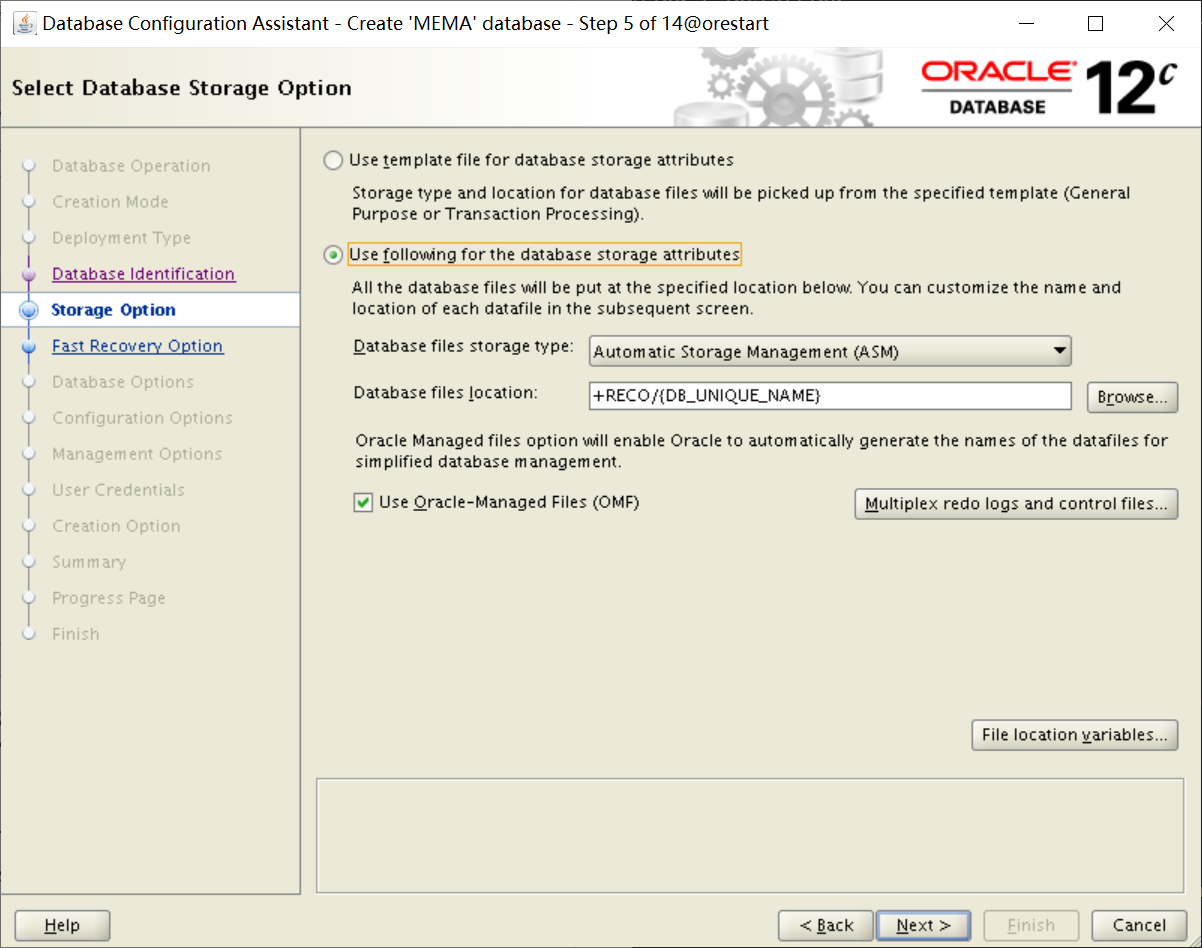 Database Configuration Assistant - Create 'MEMA' database - Step 5 of 14@orestart
Select Database Storage Option
ORACLE®
DATABASE
12c
Database Operation
Creation Mode
Deployment Type
Database Identification
Storage Option
Fast Recovery Option
Database Options
Configuration Options
Management Options
User Credentials
Creation Option
Summary
Progress Page
Finish
Use template file for database storage attributes
Storage type and location for database files will be picked up from the specified template (General
Purpose or Transaction Processing).
Use following for the database storage attributes
All the database files will be put at the specified location below. You can customize the name and
location of each datafile in the subsequent screen.
Database files storage type: Automatic Storage Management (ASM)
Database files location: +RECO/{DB_UNIQUE_NAME} Browse...
Oracle Managed files option will enable Oracle to automatically generate the names of the datafiles for
simplified database management.
Use Oracle-Managed Files (OMF) Multiplex redo logs and control files...
File location variables...
Help < Back Next > Finish Cancel